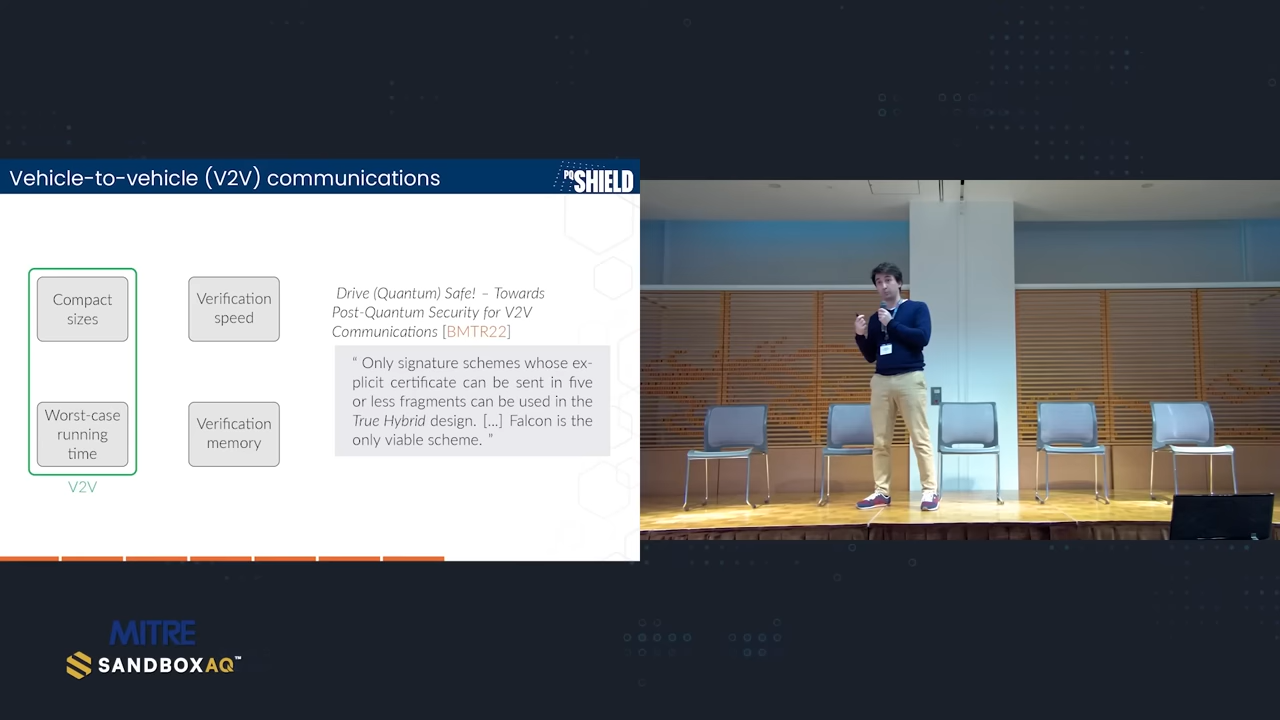 Vehicle-to-vehicle (V2V) communications
PQ SHIELD
Compact
sizes
Verification
speed
Worst-case
running
time
Verification
memory
V2V
Drive (Quantum) Safe! – Towards
Post-Quantum Security for V2V
Communications [BMTR22]
“ Only signature schemes whose ex-
plicit certificate can be sent in five
or less fragments can be used in the
True Hybrid design. [...] Falcon is the
only viable scheme. ”
MITRE
SANDBOXAQ™